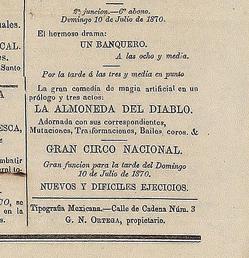 2ª funcion.—6º abono.
Domingo 10 de Julio de 1870.
El hermoso drama:
UN BANQUERO.
A las ocho y media.
Por la tarde á las tres y media en punto
La gran comedia de magia artificial en un
prólogo y tres actos:
LA ALMONEDA DEL DIABLO.
Adornada con sus correspondientes,
Mutaciones, Trasformaciones, Bailes, coros, &
GRAN CIRCO NACIONAL.
Gran funcion para la tarde del Domingo
10 de Julio de 1870.
NUEVOS Y DIFICILES EJERCICIOS.
Tipografia Mexicana.—Calle de Cadena Núm. 3
G. N. ORTEGA, propietario.